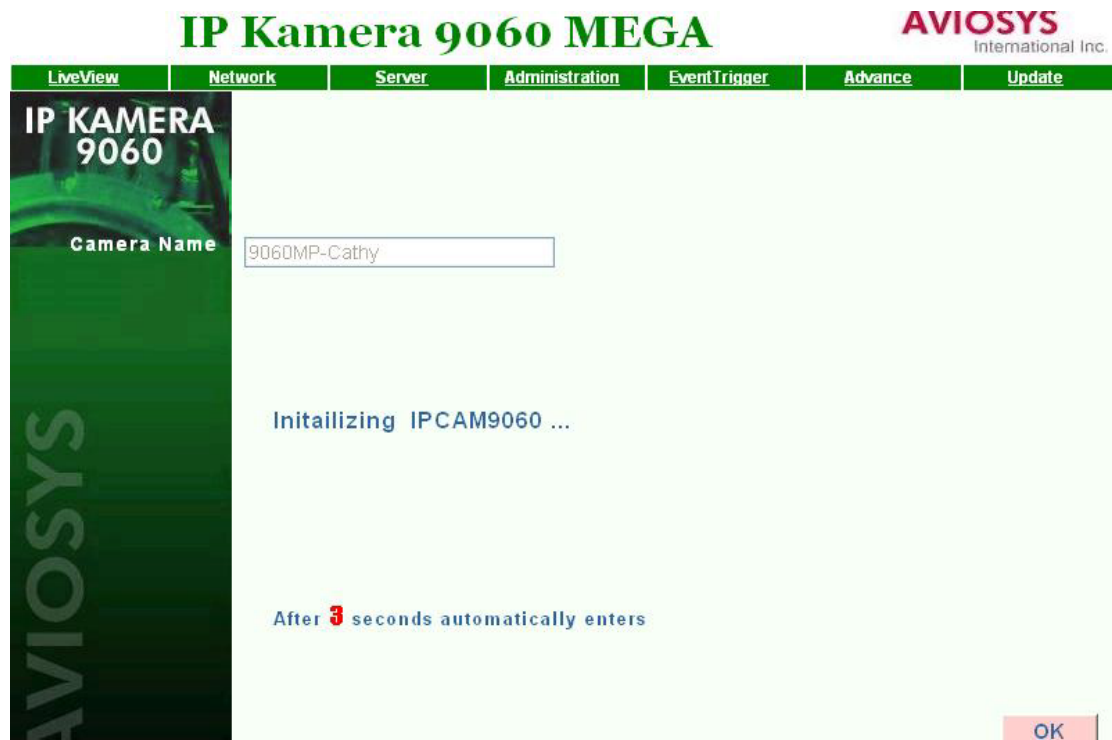 IP Kamera 9060 MEGA
AVIOSYS
International Inc.
LiveView Network Server Administration EventTrigger Advance Update
IP KAMERA
9060
Camera Name
9060MP-Cathy
Initailizing IPCAM9060 ...
After 3 seconds automatically enters
AVIOSYS
OK